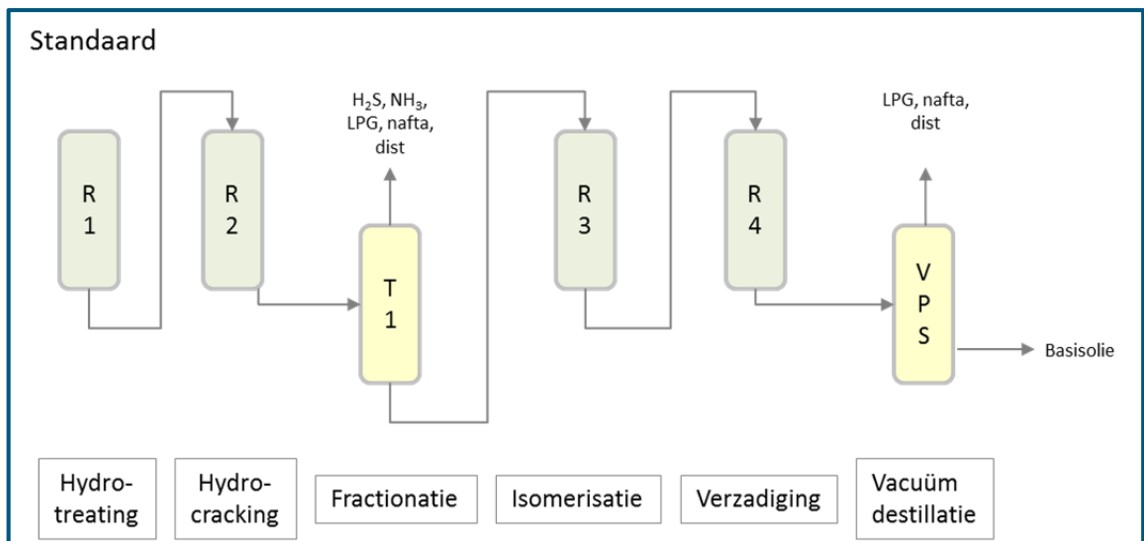 Standaard
H₂S, NH₃,
LPG, nafta,
dist
LPG, nafta,
dist
R
1
R
2
T
1
R
3
R
4
V
P
S
Basisolie
Hydro-
treating
Hydro-
cracking
Fractionatie
Isomerisatie
Verzadiging
Vacuüm
destillatie